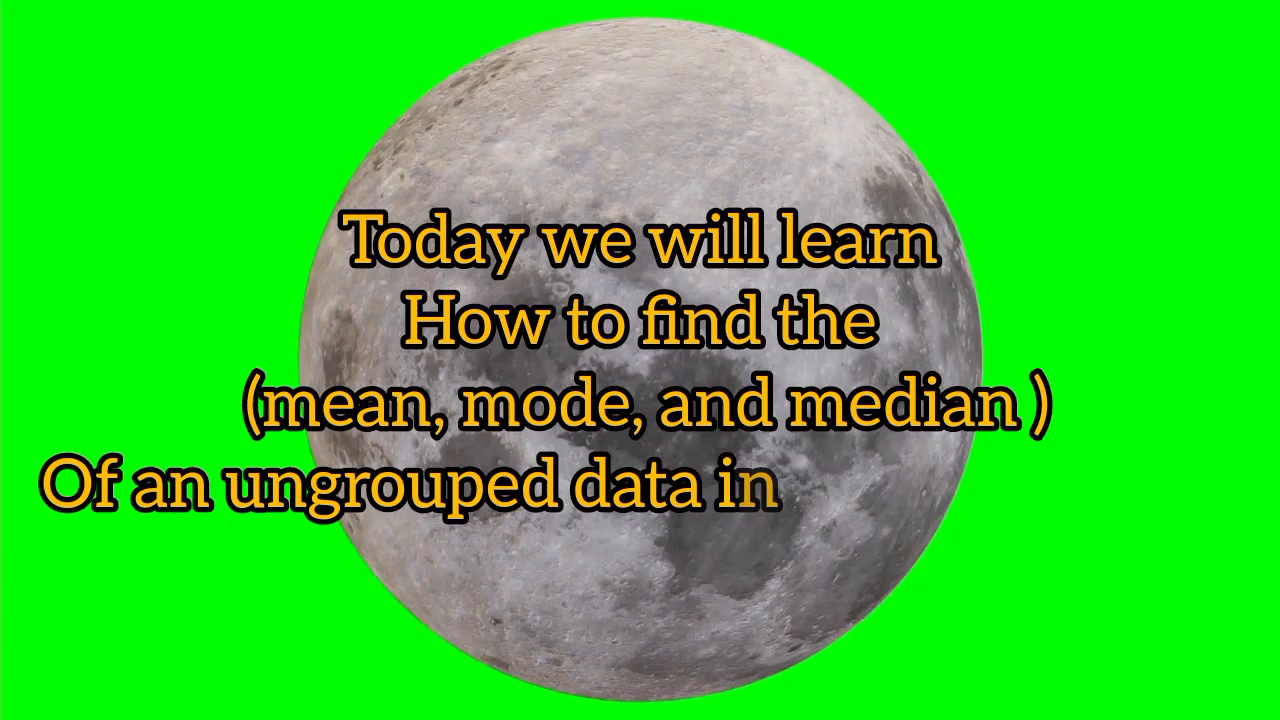 Today we will learn
How to find the
(mean, mode, and median )
Of an ungrouped data in